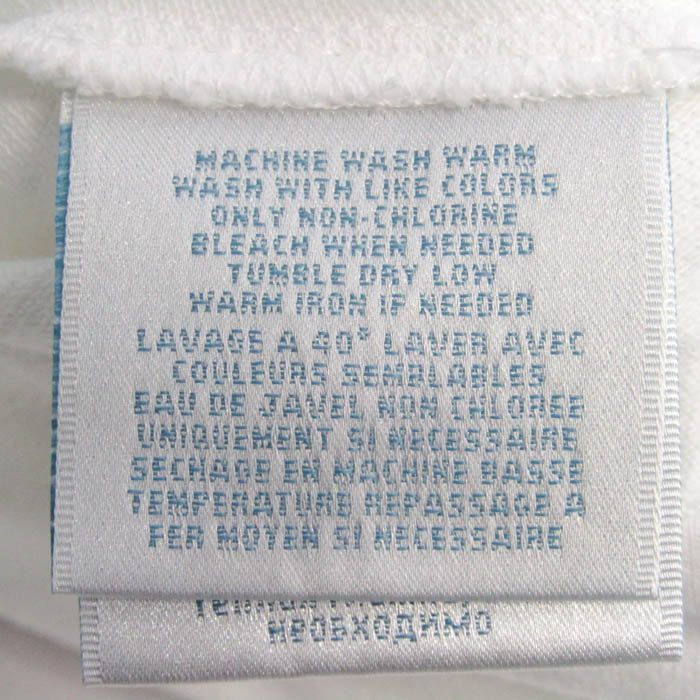 MACHINE WASH WARM
WASH WITH LIKE COLORS
ONLY NON-CHLORINE
BLEACH WHEN NEEDED
TUMBLE DRY LOW
WARM IRON IF NEEDED
LAVAGE A 40° LAVER AVEC
COULEURS SEMBLABLES
EAU DE JAVEL NON CHLOREE
UNIQUEMENT SI NECESSAIRE
SECHAGE EN MACHINE BASSE
TEMPERATURE REPASSAGE A
FER MOYEN SI NECESSAIRE
НЕОБХОДИМО